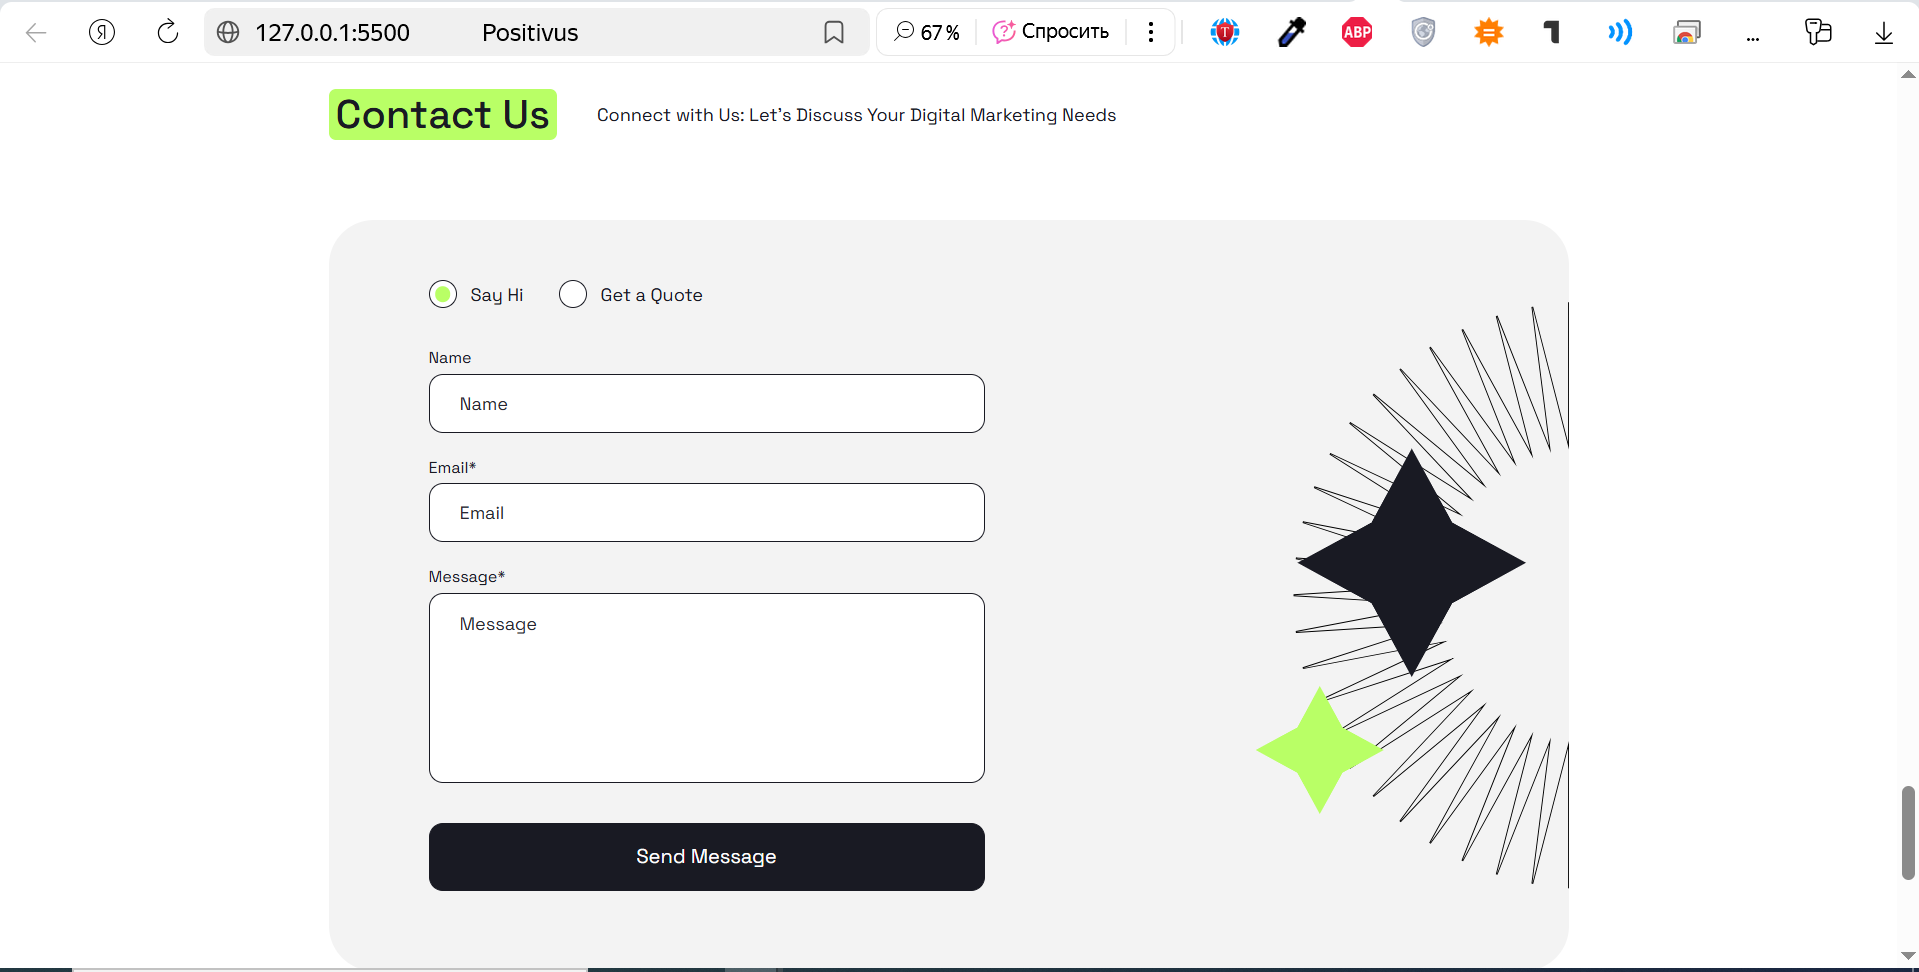 Я 127.0.0.1:5500 Positivus 67 % Спросить T ABP ...
Contact Us
Connect with Us: Let's Discuss Your Digital Marketing Needs
Say Hi Get a Quote
Name
Name
Email*
Email
Message*
Message
Send Message